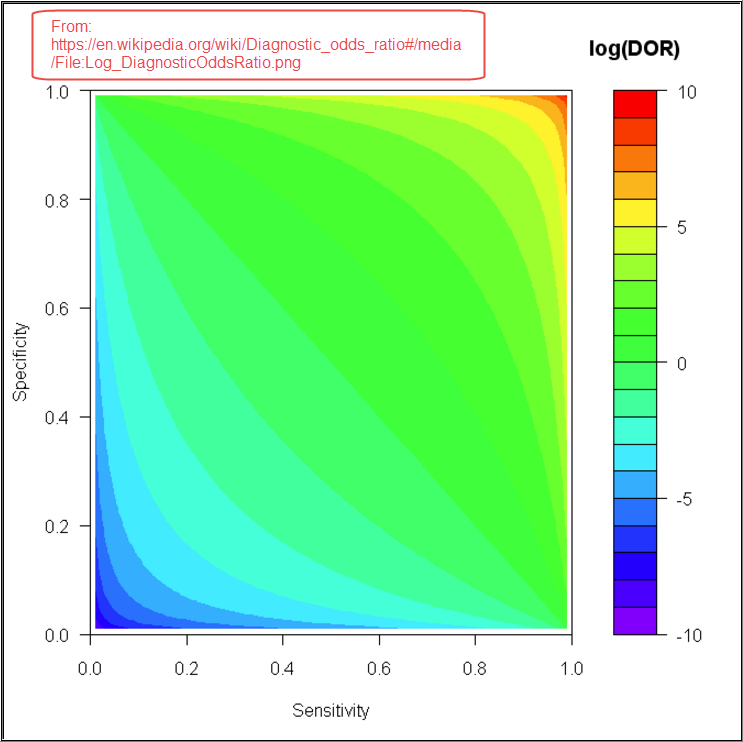 From:
https://en.wikipedia.org/wiki/Diagnostic_odds_ratio#/media
/File:Log_DiagnosticOddsRatio.png
log(DOR)
1.0
0.8
0.6
0.4
0.2
0.0
Specificity
0.0 0.2 0.4 0.6 0.8 1.0
Sensitivity
10
5
0
-5
-10